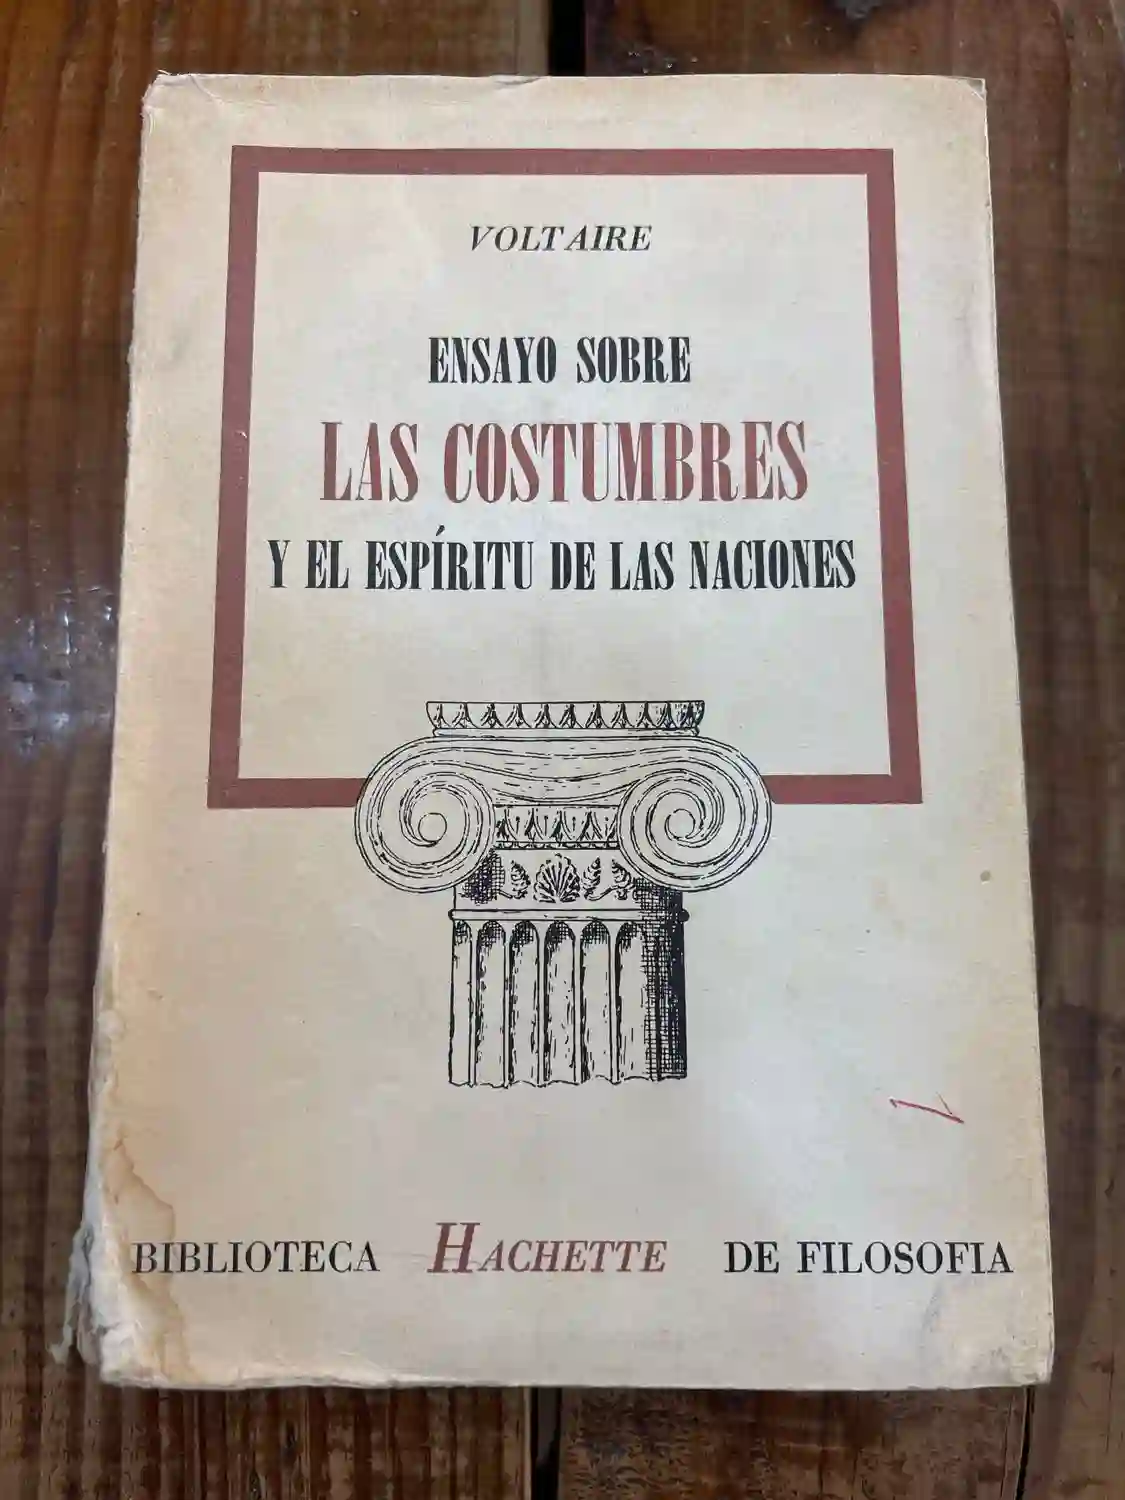 VOLTAIRE
ENSAYO SOBRE
LAS COSTUMBRES
Y EL ESPÍRITU DE LAS NACIONES
BIBLIOTECA HACHETTE DE FILOSOFIA